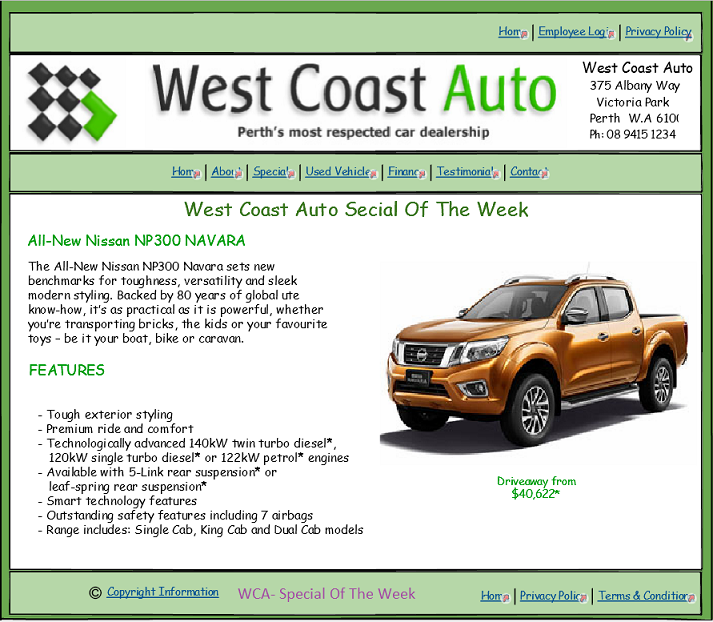 Hom | Employee Logi | Privacy Policy
West Coast Auto
Perth's most respected car dealership
West Coast Auto
375 Albany Way
Victoria Park
Perth W.A 6100
Ph: 08 9415 1234
Hom | Abou | Special | Used Vehicle | Financ | Testimonial | Contac
West Coast Auto Secial Of The Week
All-New Nissan NP300 NAVARA
The All-New Nissan NP300 Navara sets new
benchmarks for toughness, versatility and sleek
modern styling. Backed by 80 years of global ute
know-how, it's as practical as it is powerful, whether
you're transporting bricks, the kids or your favourite
toys – be it your boat, bike or caravan.
FEATURES
- Tough exterior styling
- Premium ride and comfort
- Technologically advanced 140kW twin turbo diesel*,
120kW single turbo diesel* or 122kW petrol* engines
- Available with 5-Link rear suspension* or
leaf-spring rear suspension*
- Smart technology features
- Outstanding safety features including 7 airbags
- Range includes: Single Cab, King Cab and Dual Cab models
Driveaway from
$40,622*
© Copyright Information
WCA- Special Of The Week
Hom | Privacy Polic | Terms & Condition